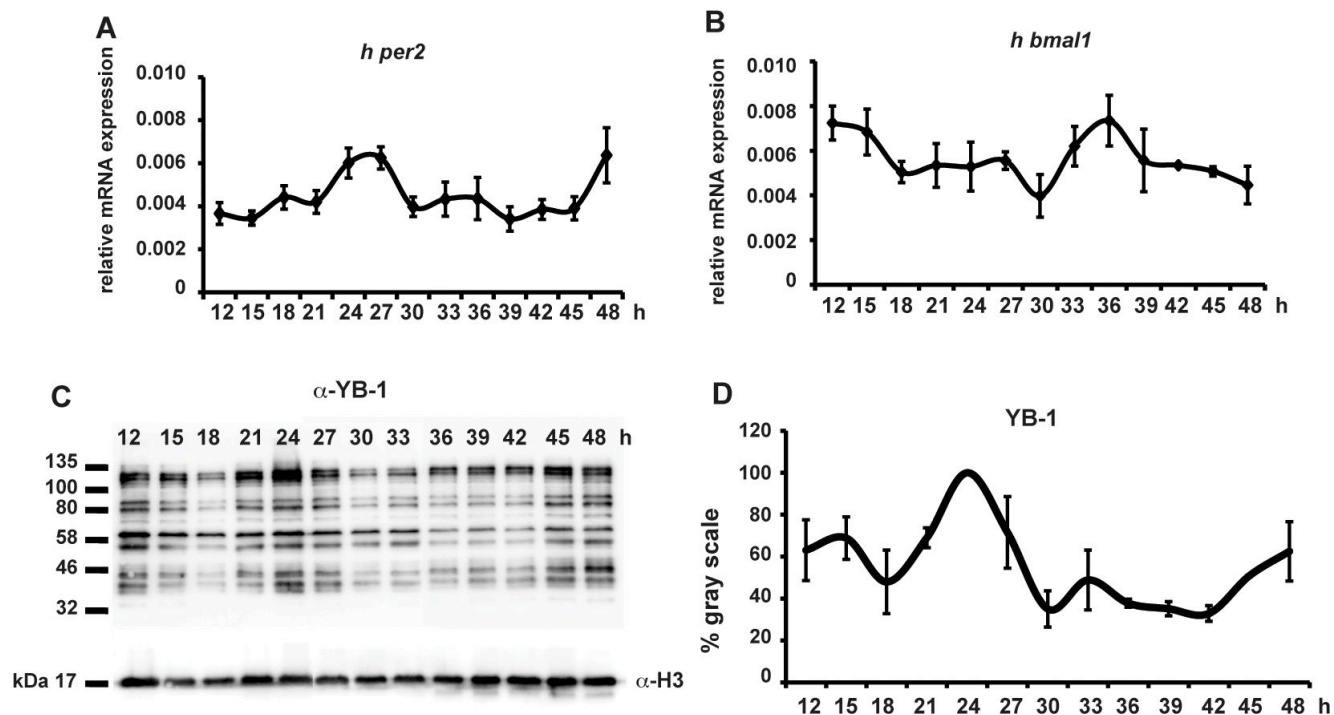 A
h per2
relative mRNA expression
0.010
0.008
0.006
0.004
0.002
0
12 15 18 21 24 27 30 33 36 39 42 45 48 h
B
h bmal1
relative mRNA expression
0.010
0.008
0.006
0.004
0.002
0
12 15 18 21 24 27 30 33 36 39 42 45 48 h
C
α-YB-1
12 15 18 21 24 27 30 33 36 39 42 45 48 h
135
100
80
58
46
32
kDa 17
α-H3
D
YB-1
% gray scale
120
100
80
60
40
20
0
12 15 18 21 24 27 30 33 36 39 42 45 48 h